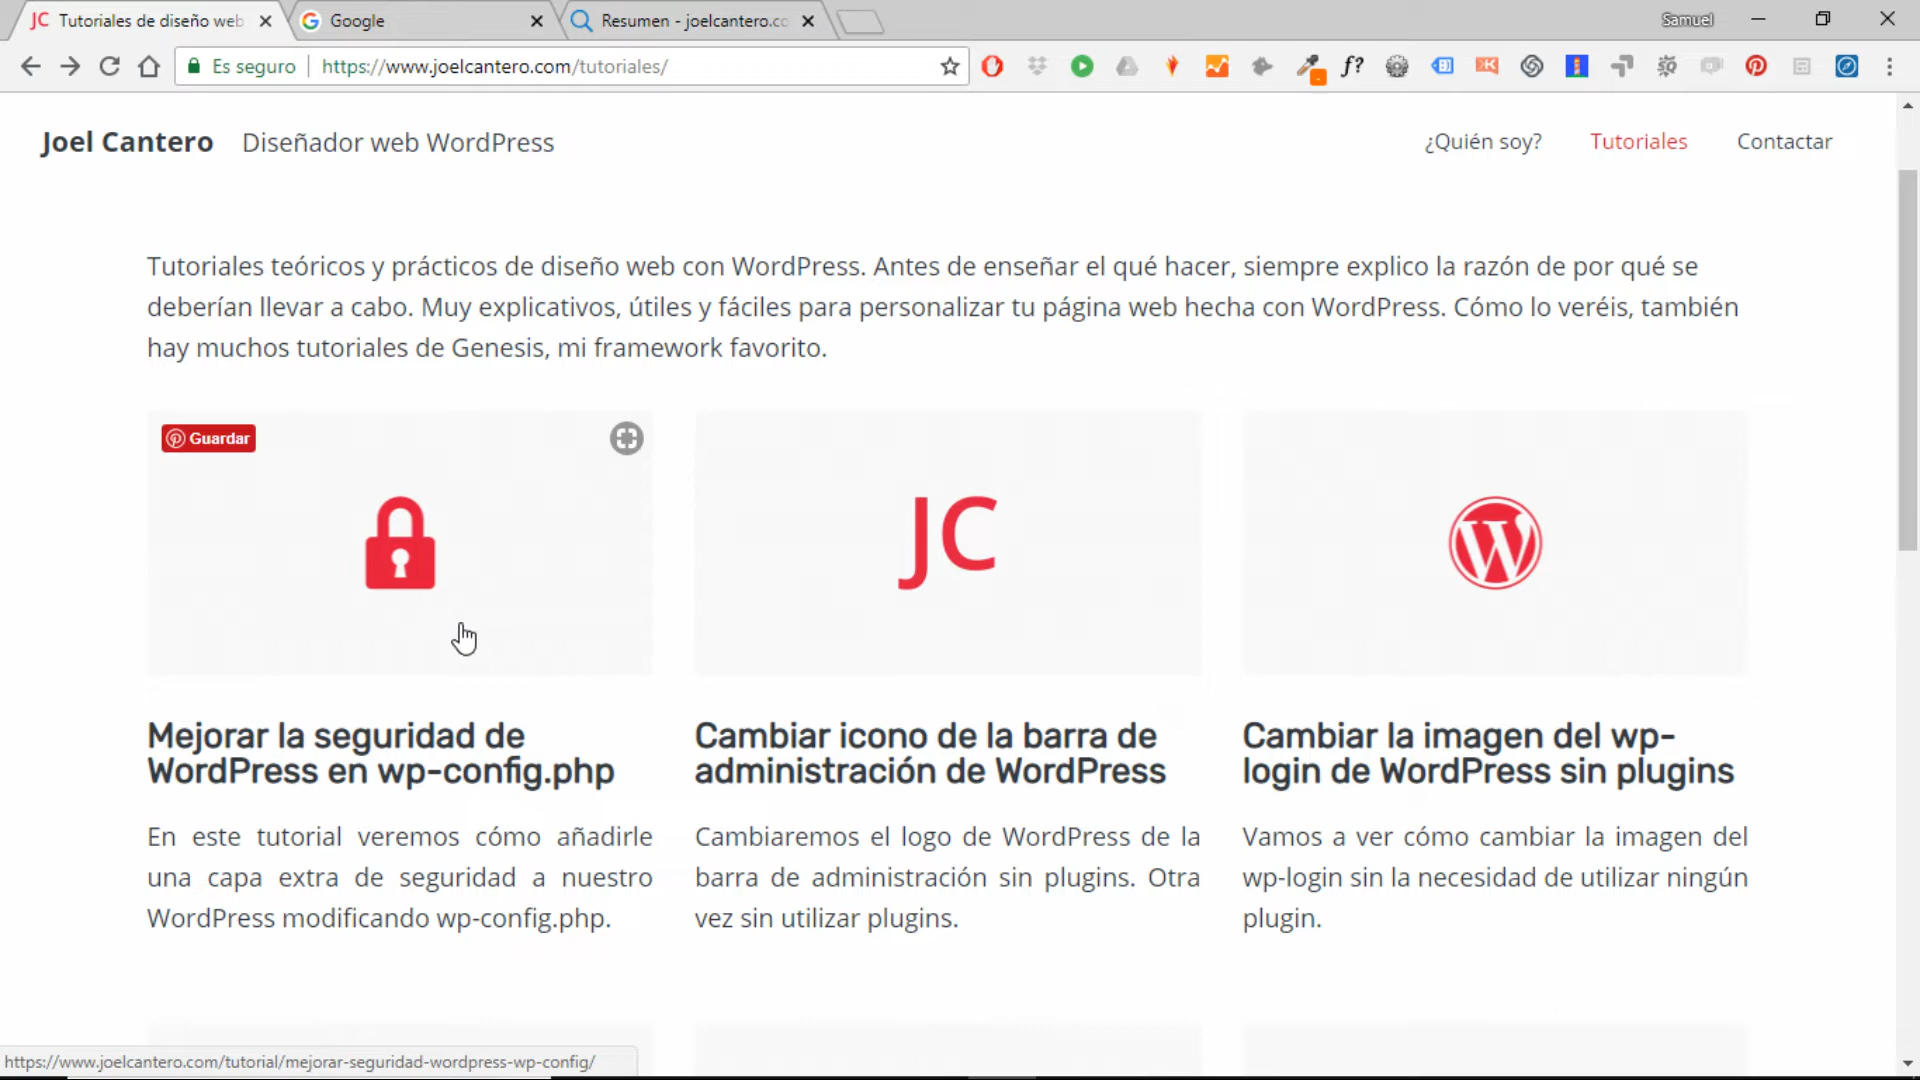 JC Tutoriales de diseño web
Google
Resumen - joelcantero.co
Samuel
Es seguro
https://www.joelcantero.com/tutoriales/
f?
Joel Cantero
Diseñador web WordPress
¿Quién soy?
Tutoriales
Contactar
Tutoriales teóricos y prácticos de diseño web con WordPress. Antes de enseñar el qué hacer, siempre explico la razón de por qué se
deberían llevar a cabo. Muy explicativos, útiles y fáciles para personalizar tu página web hecha con WordPress. Cómo lo veréis, también
hay muchos tutoriales de Genesis, mi framework favorito.
Guardar
JC
W
Mejorar la seguridad de
WordPress en wp-config.php
Cambiar icono de la barra de
administración de WordPress
Cambiar la imagen del wp-
login de WordPress sin plugins
En este tutorial veremos cómo añadirle
una capa extra de seguridad a nuestro
WordPress modificando wp-config.php.
Cambiaremos el logo de WordPress de la
barra de administración sin plugins. Otra
vez sin utilizar plugins.
Vamos a ver cómo cambiar la imagen del
wp-login sin la necesidad de utilizar ningún
plugin.
https://www.joelcantero.com/tutorial/mejorar-seguridad-wordpress-wp-config/